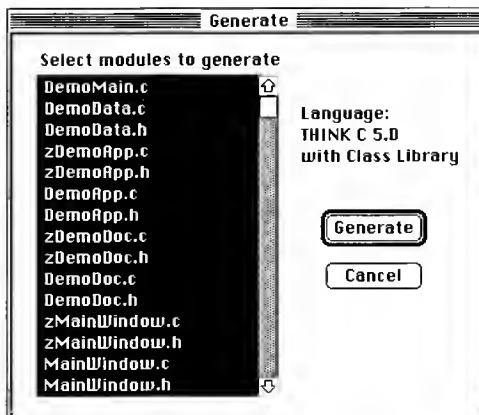 Generate
Select modules to generate
DemoMain.c
DemoData.c
DemoData.h
zDemoApp.c
zDemoApp.h
DemoApp.c
DemoApp.h
zDemoDoc.c
zDemoDoc.h
DemoDoc.c
DemoDoc.h
zMainWindow.c
zMainWindow.h
MainWindow.c
MainWindow.h
Language:
THINK C 5.0
with Class Library
Generate
Cancel